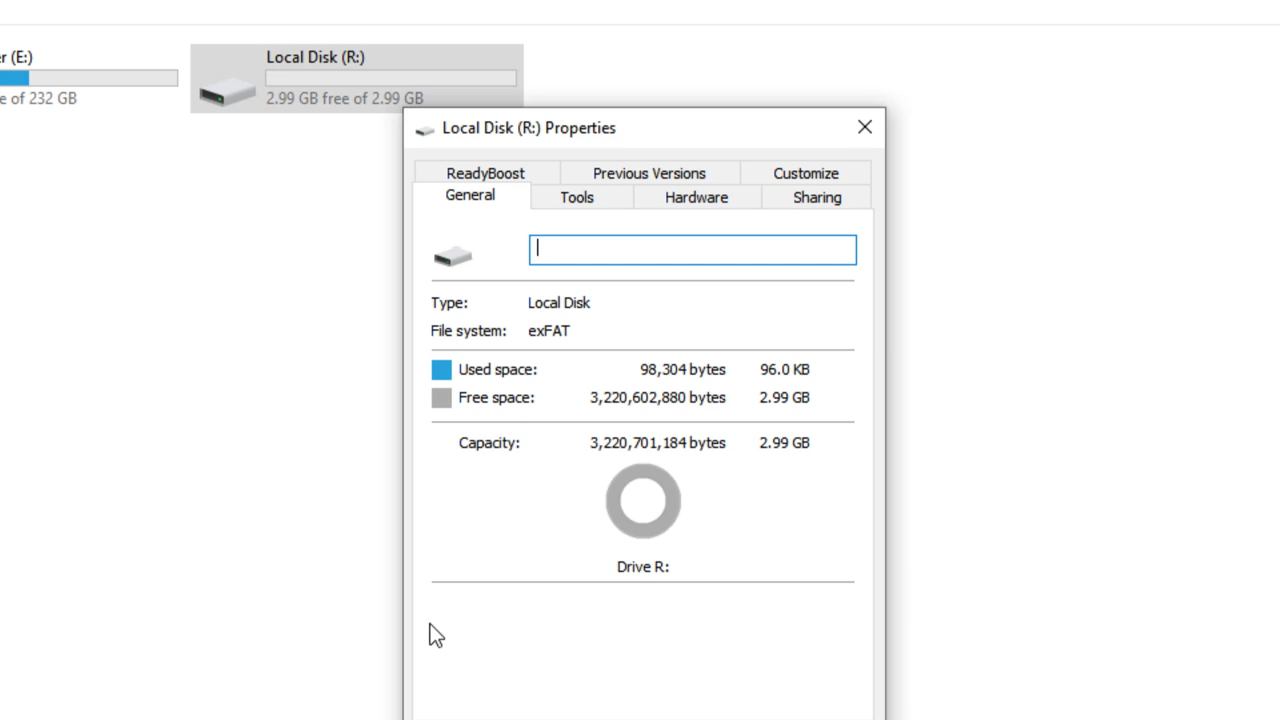 r (E:)
e of 232 GB
Local Disk (R:)
2.99 GB free of 2.99 GB
Local Disk (R:) Properties
ReadyBoost Previous Versions Customize
General Tools Hardware Sharing
Type: Local Disk
File system: exFAT
Used space: 98,304 bytes 96.0 KB
Free space: 3,220,602,880 bytes 2.99 GB
Capacity: 3,220,701,184 bytes 2.99 GB
Drive R: